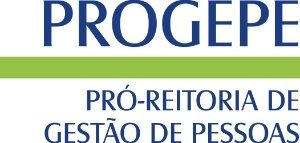 PROGEPE
PRÓ-REITORIA DE
GESTÃO DE PESSOAS